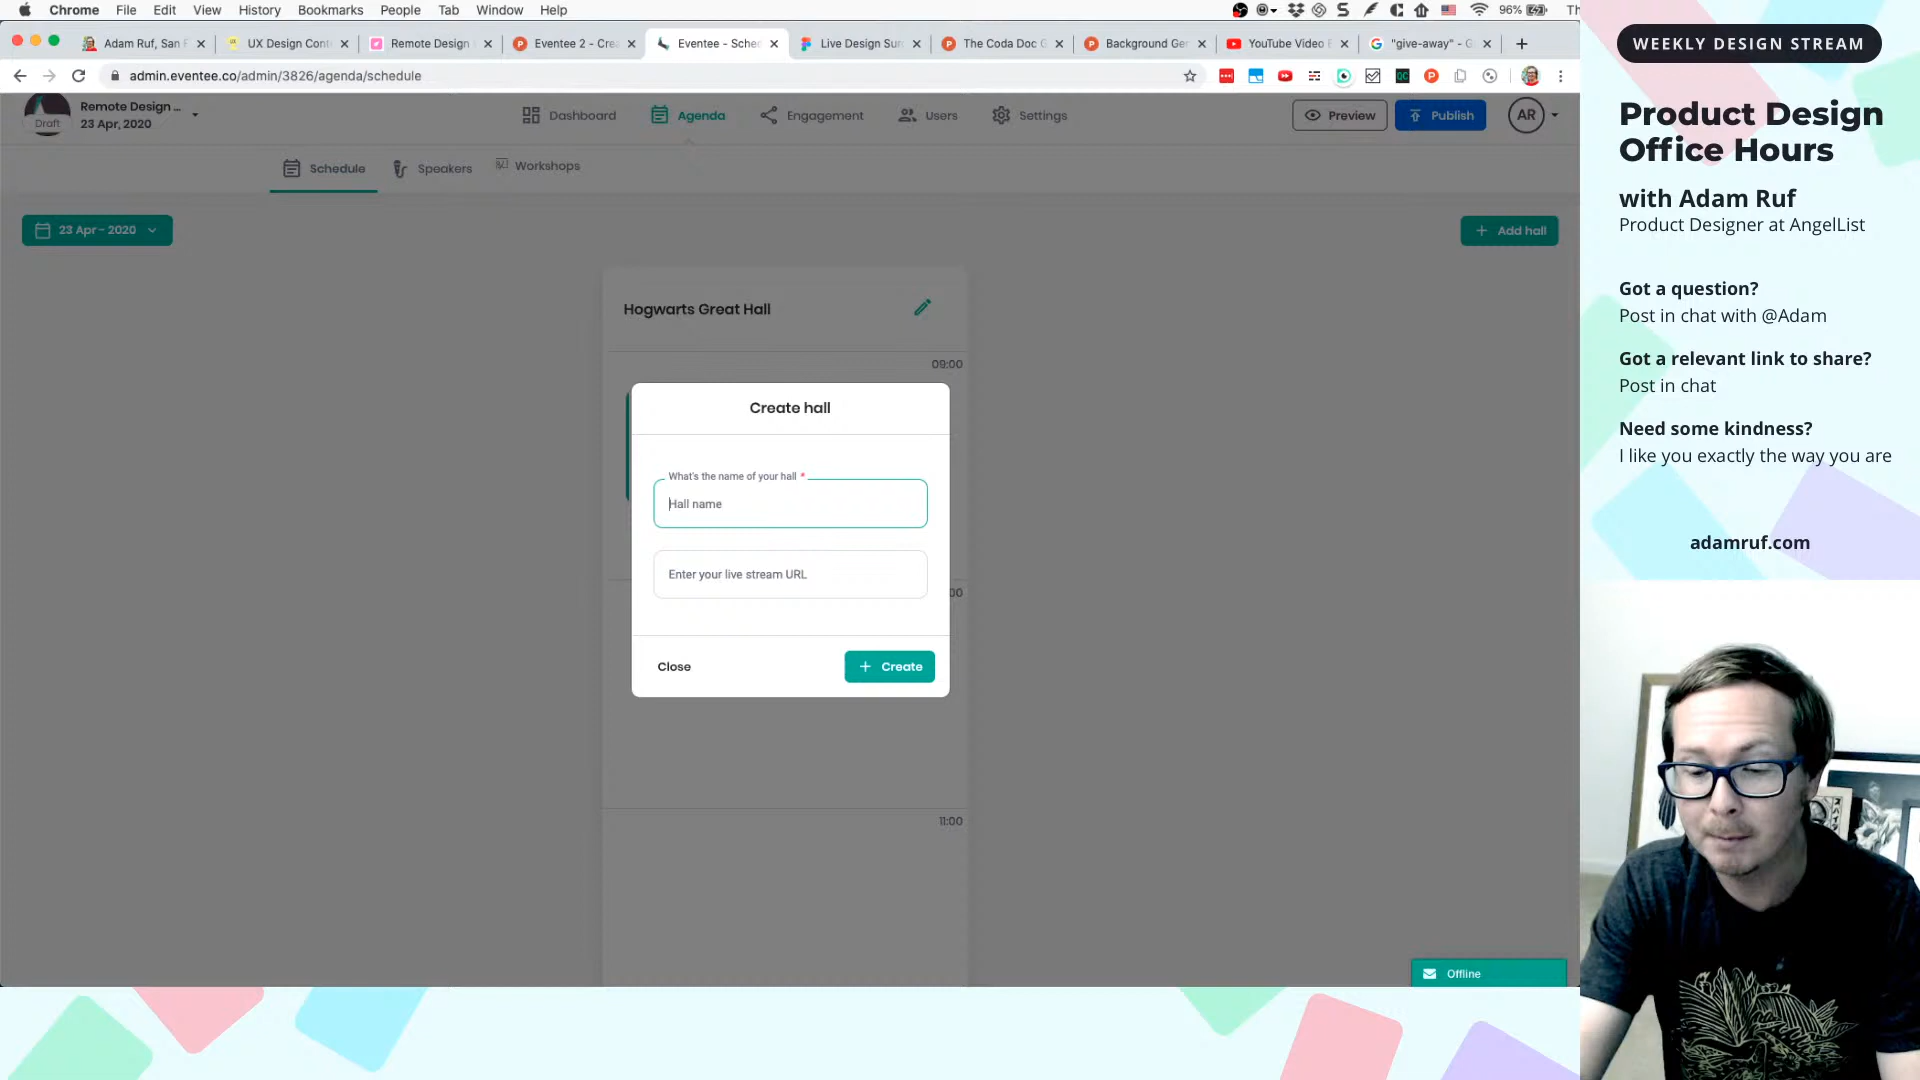 Chrome File Edit View History Bookmarks People Tab Window Help 96% Th
Adam Ruf, San F
UX Design Cont
Remote Design
Eventee 2 - Crea
Eventee - Sched
Live Design Sur
The Coda Doc G
Background Ger
YouTube Video E
"give-away" - G
admin.eventee.co/admin/3826/agenda/schedule
Draft
Remote Design ...
23 Apr, 2020
Dashboard Agenda Engagement Users Settings
Preview Publish AR
Schedule Speakers Workshops
23 Apr - 2020
+ Add hall
Hogwarts Great Hall
09:00
Create hall
What's the name of your hall *
Hall name
Enter your live stream URL
00
Close + Create
11:00
Offline
WEEKLY DESIGN STREAM
Product Design
Office Hours
with Adam Ruf
Product Designer at AngelList
Got a question?
Post in chat with @Adam
Got a relevant link to share?
Post in chat
Need some kindness?
I like you exactly the way you are
adamruf.com